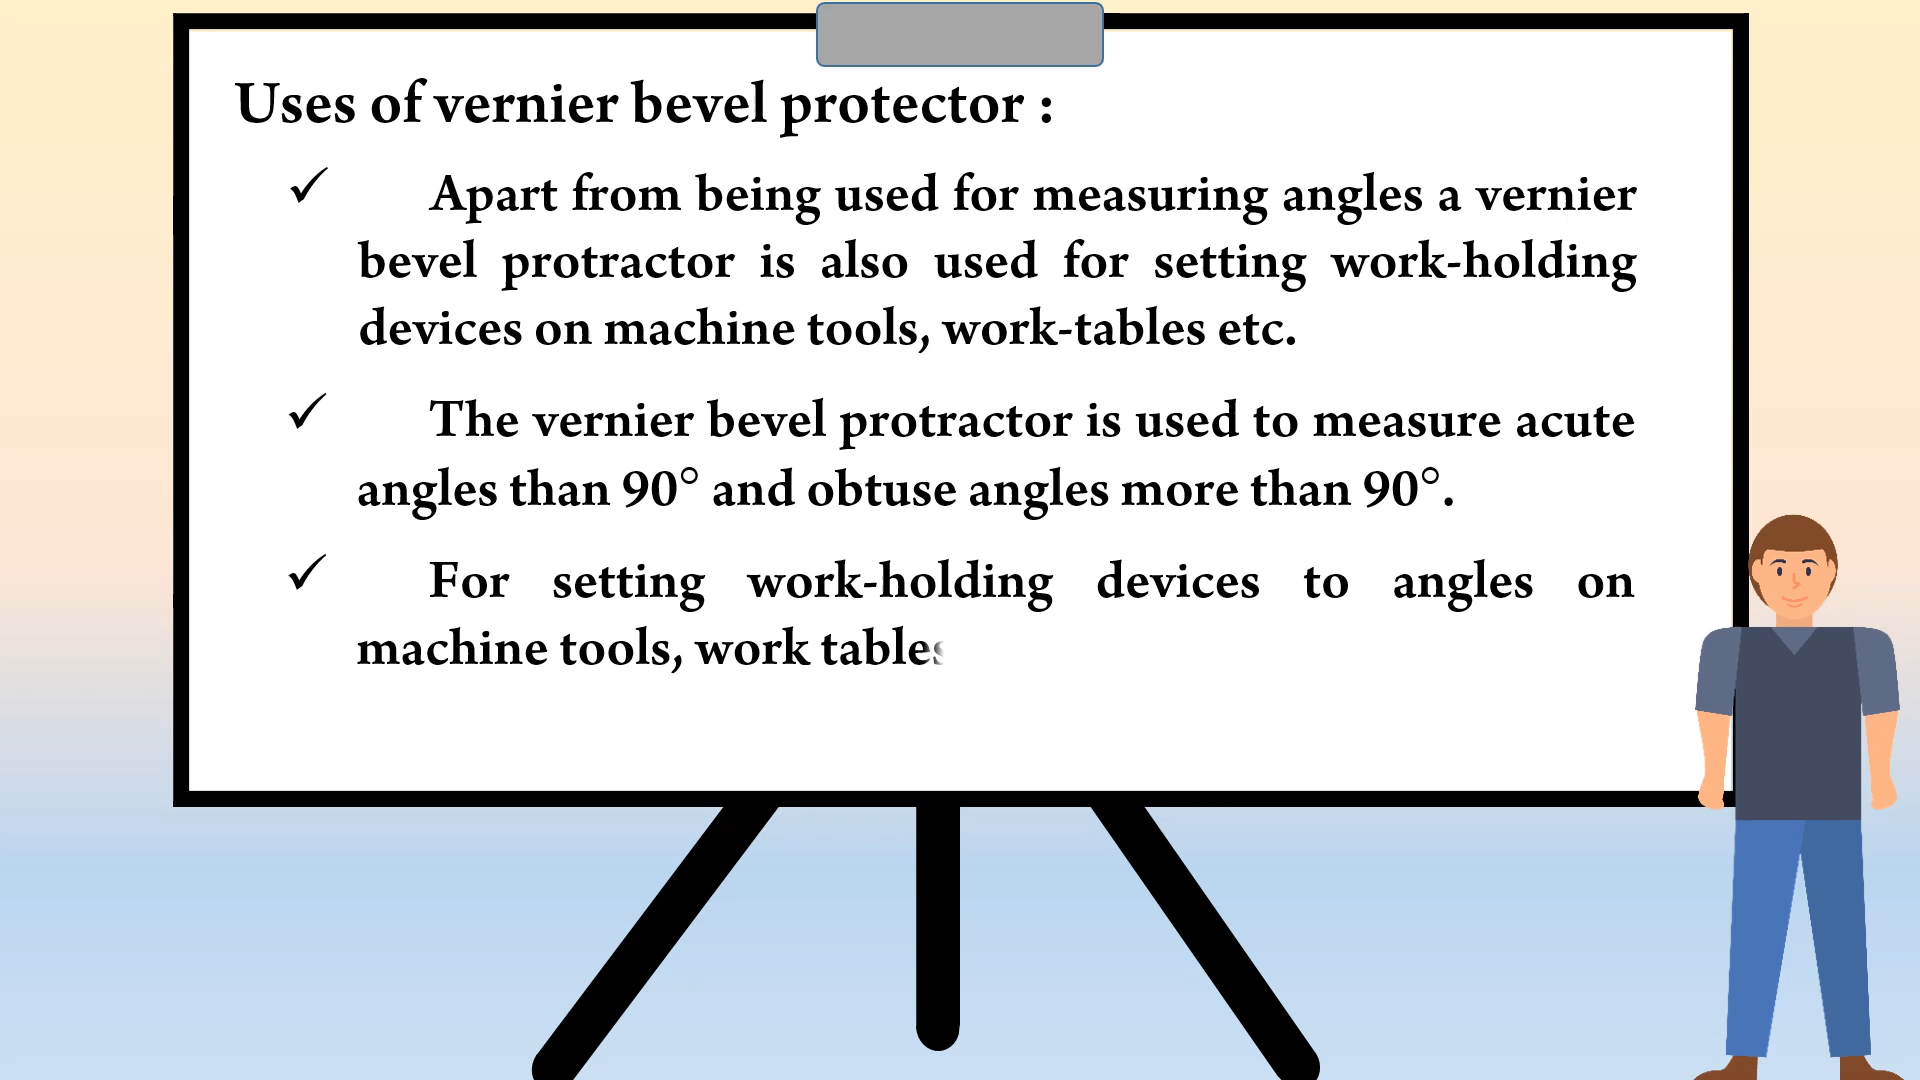 Uses of vernier bevel protector :
✓ Apart from being used for measuring angles a vernier
bevel protractor is also used for setting work-holding
devices on machine tools, work-tables etc.
✓ The vernier bevel protractor is used to measure acute
angles than 90° and obtuse angles more than 90°.
✓ For setting work-holding devices to angles on
machine tools, work tables